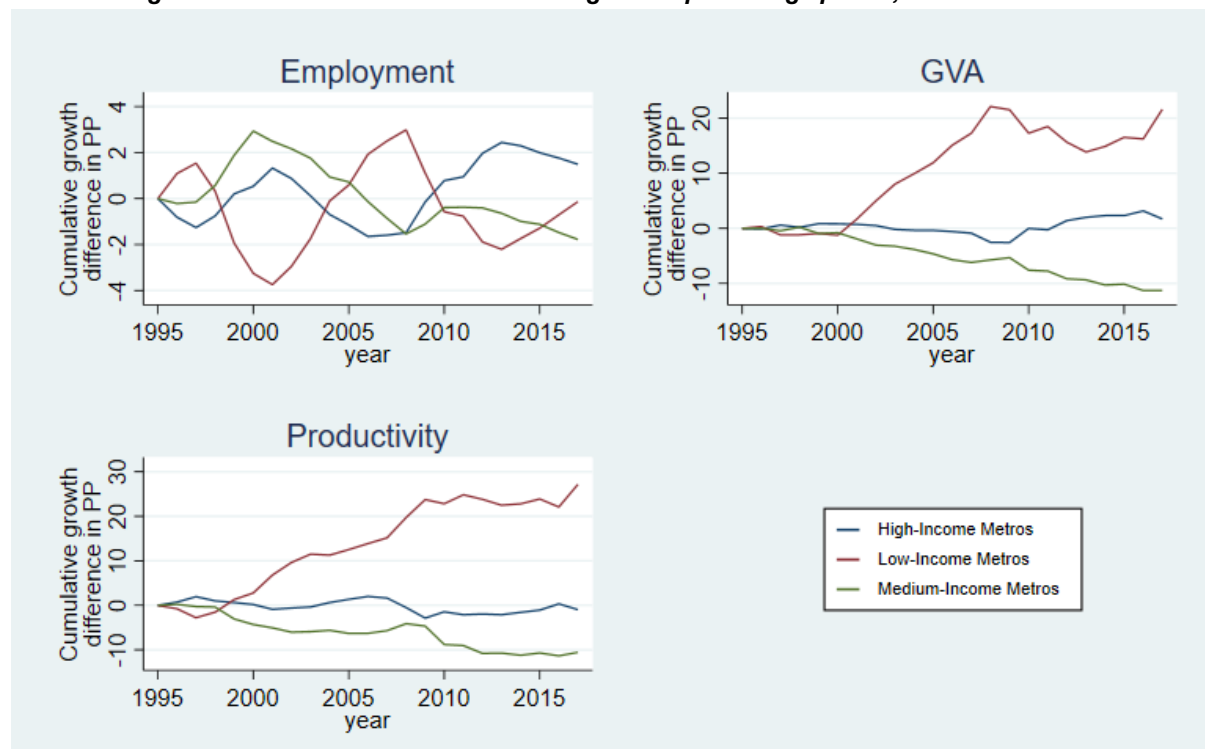 Employment
Cumulative growth
difference in PP
4
2
0
-2
-4
1995 2000 2005 2010 2015
year
GVA
Cumulative growth
difference in PP
20
10
0
-10
1995 2000 2005 2010 2015
year
Productivity
Cumulative growth
difference in PP
30
20
10
0
-10
1995 2000 2005 2010 2015
year
High-Income Metros
Low-Income Metros
Medium-Income Metros